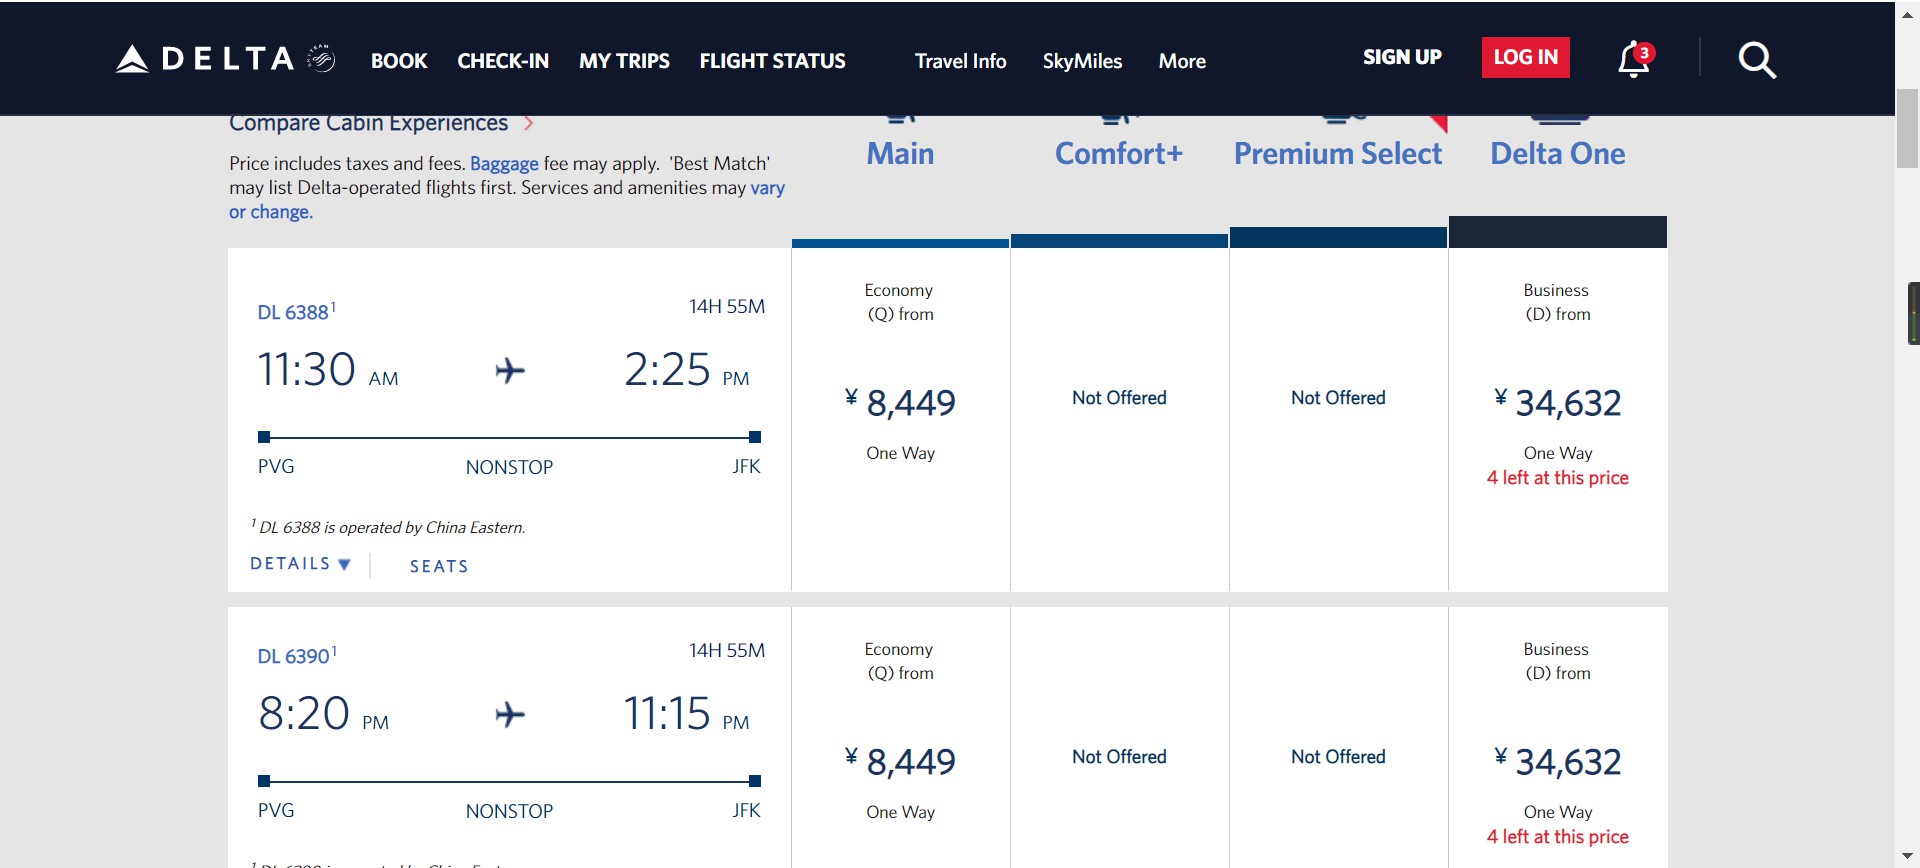 DELTA BOOK CHECK-IN MY TRIPS FLIGHT STATUS Travel Info SkyMiles More SIGN UP LOG IN 3
Compare Cabin Experiences
Price includes taxes and fees. Baggage fee may apply. 'Best Match'
may list Delta-operated flights first. Services and amenities may vary
or change.
Main
Comfort+
Premium Select
Delta One
DL 6388¹
14H 55M
11:30 AM
2:25 PM
PVG
NONSTOP
JFK
¹ DL 6388 is operated by China Eastern.
DETAILS
SEATS
Economy
(Q) from
¥ 8,449
One Way
Not Offered
Not Offered
Business
(D) from
¥ 34,632
One Way
4 left at this price
DL 6390¹
14H 55M
8:20 PM
11:15 PM
PVG
NONSTOP
JFK
Economy
(Q) from
¥ 8,449
One Way
Not Offered
Not Offered
Business
(D) from
¥ 34,632
One Way
4 left at this price